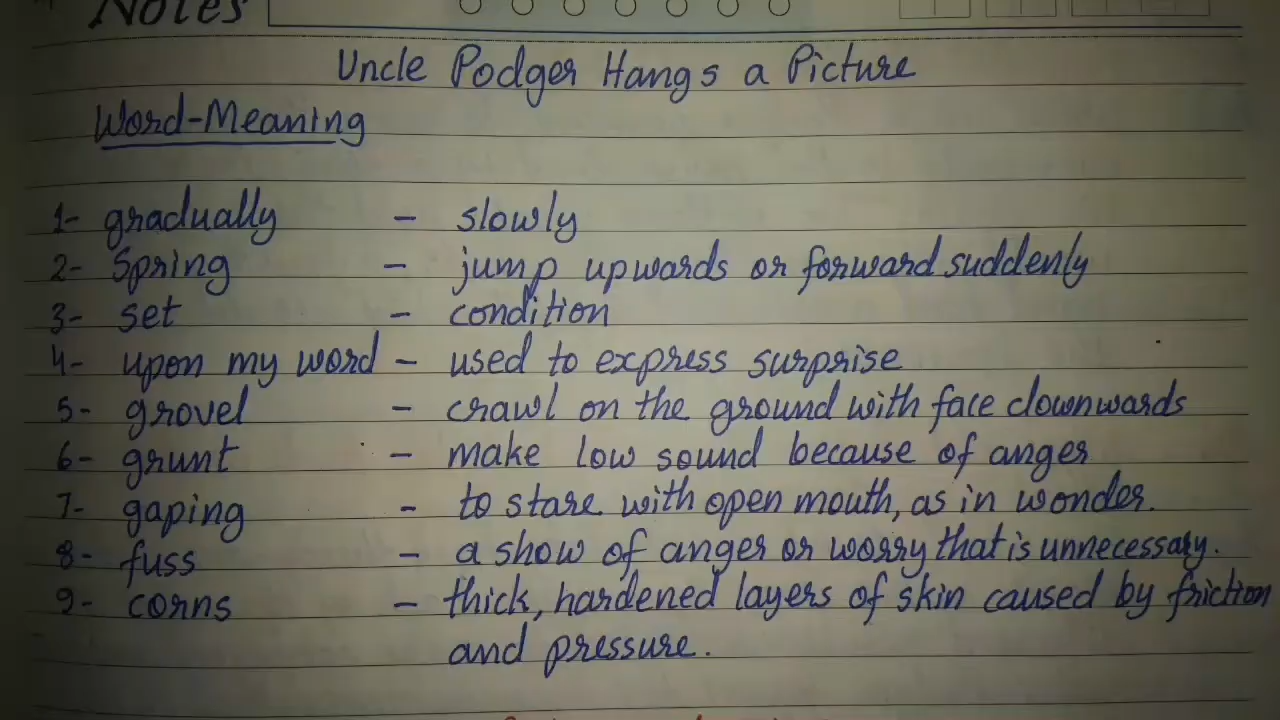 Notes
Uncle Podger Hangs a Picture
Word-Meaning
1- gradually - slowly
2- Spring - jump upwards or forward suddenly
3- set - condition
4- upon my word - used to express surprise
5- grovel - crawl on the ground with face downwards
6- grunt - make low sound because of anger
7- gaping - to stare with open mouth, as in wonder.
8- fuss - a show of anger or worry that is unnecessary.
9- corns - thick, hardened layers of skin caused by friction
and pressure.